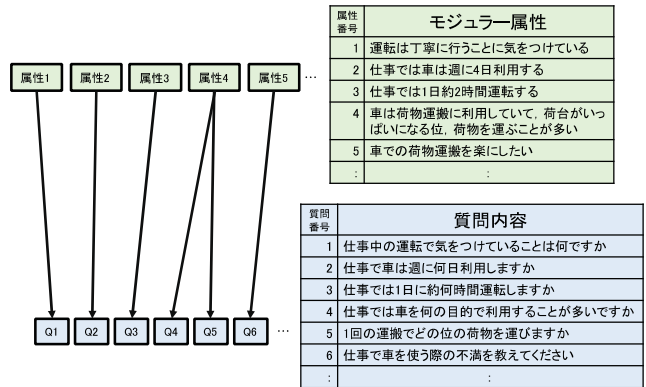 属性
番号
モジュラー属性
1 運転は丁寧に行うことに気をつけている
2 仕事では車は週に4日利用する
3 仕事では1日約2時間運転する
4 車は荷物運搬に利用していて，荷台がいっ
ぱいになる位，荷物を運ぶことが多い
5 車での荷物運搬を楽にしたい
: :
属性1 属性2 属性3 属性4 属性5 …
質問
番号
質問内容
1 仕事中の運転で気をつけていることは何ですか
2 仕事で車は週に何日利用しますか
3 仕事では1日に約何時間運転しますか
4 仕事では車を何の目的で利用することが多いですか
5 1回の運搬でどの位の荷物を運びますか
6 仕事で車を使う際の不満を教えてください
: :
Q1 Q2 Q3 Q4 Q5 Q6 …